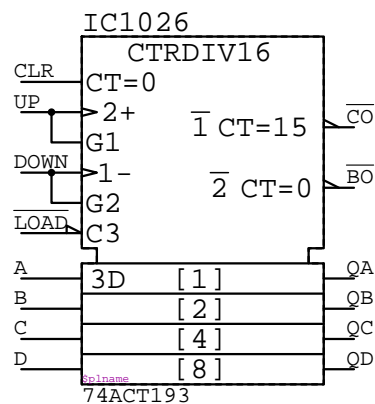 IC1026
CTRDIV16
CLR CT=0
UP 2+
G1
1 CT=15 CO
DOWN 1-
2 CT=0 BO
G2
LOAD C3
A 3D [1] QA
B [2] QB
C [4] QC
D [8] QD
$plname
74ACT193